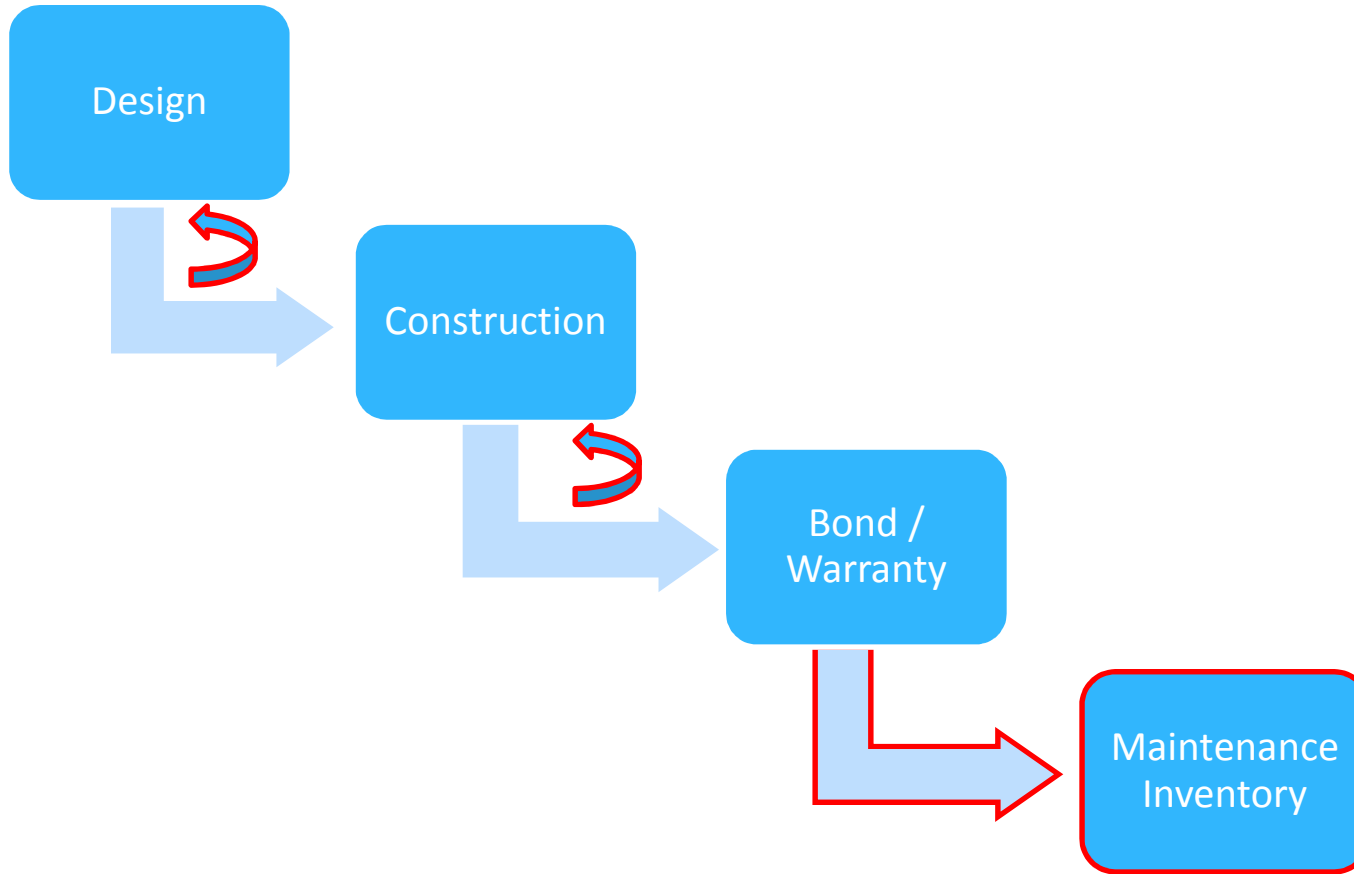 Design
Construction
Bond /
Warranty
Maintenance
Inventory